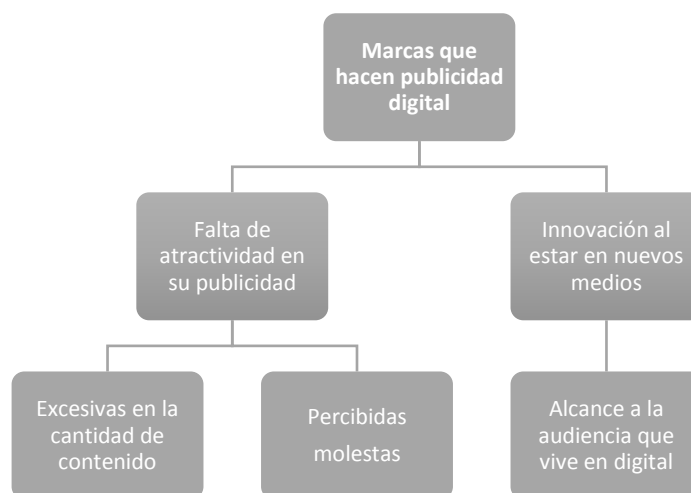 Marcas que
hacen publicidad
digital
Falta de
atractividad en
su publicidad
Innovación al
estar en nuevos
medios
Excesivas en la
cantidad de
contenido
Percibidas
molestas
Alcance a la
audiencia que
vive en digital